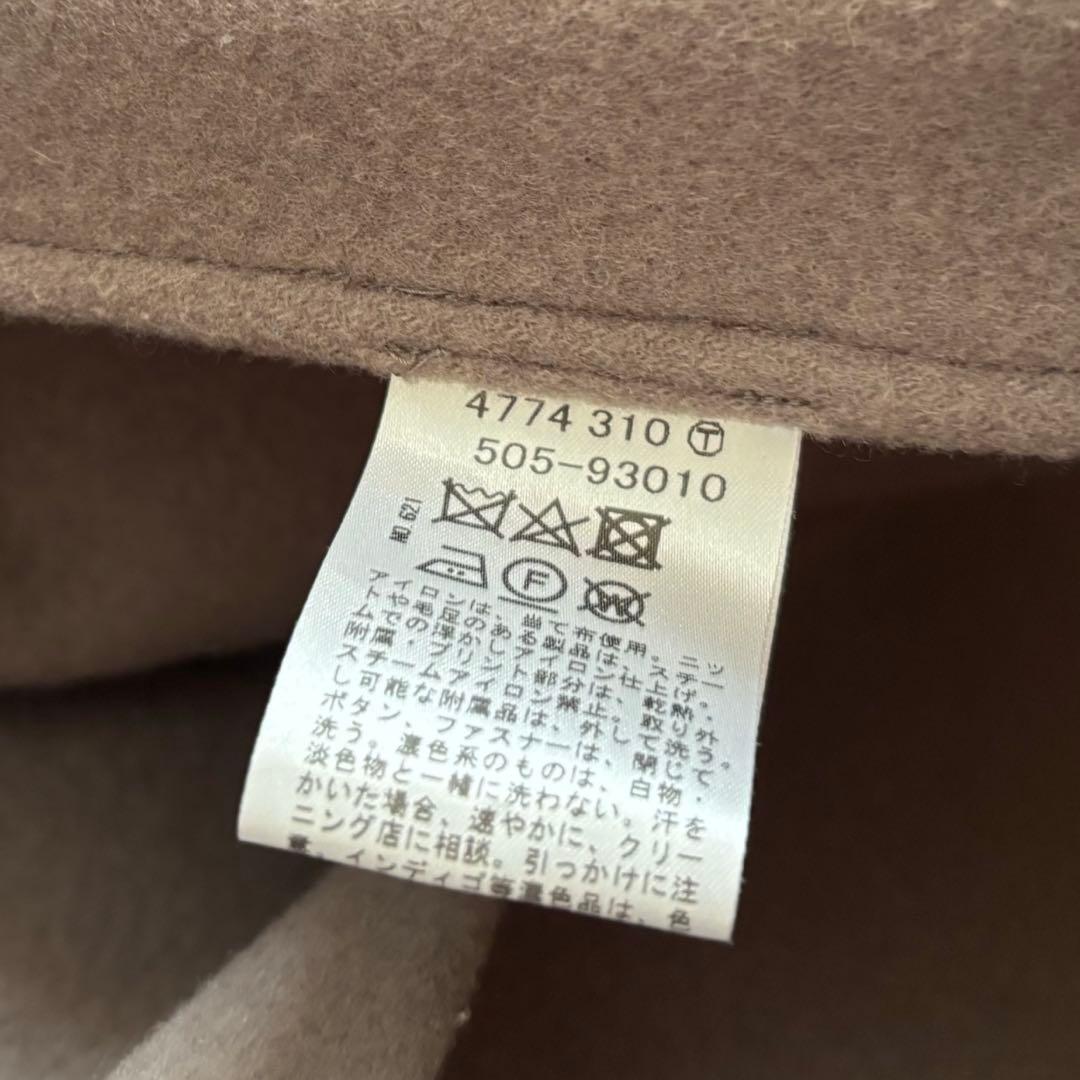 4774 310 Ⓣ
505-93010
NO.621
F
W
アイロンは、当て布使用。ニッ
トや毛足のある製品は、スチー
ムでの浮かしアイロン仕上げ。
附属・プリント部分は、乾熱・
スチームアイロン禁止。取り外
し可能な附属品は、外して洗う。
ボタン、ファスナーは、閉じて
洗う。濃色系のものは、白物・
淡色物と一緒に洗わない。汗を
かいた場合、速やかに、クリー
ニング店に相談。引っかけに注
意。インディゴ等濃色品は、色